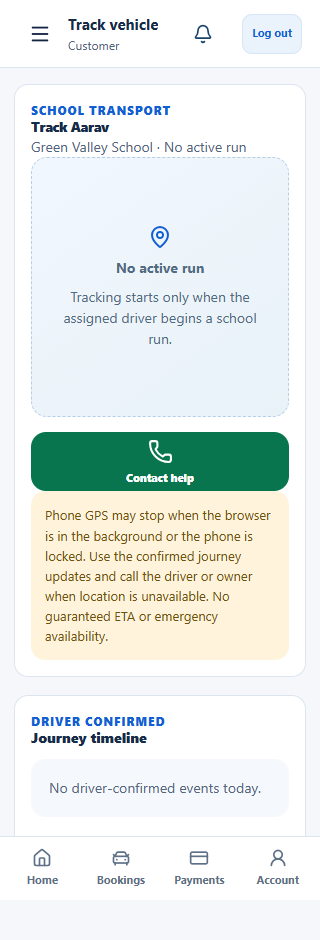 Track vehicle
Customer
Log out
SCHOOL TRANSPORT
Track Aarav
Green Valley School · No active run
No active run
Tracking starts only when the
assigned driver begins a school
run.
Contact help
Phone GPS may stop when the browser
is in the background or the phone is
locked. Use the confirmed journey
updates and call the driver or owner
when location is unavailable. No
guaranteed ETA or emergency
availability.
DRIVER CONFIRMED
Journey timeline
No driver-confirmed events today.
Home
Bookings
Payments
Account